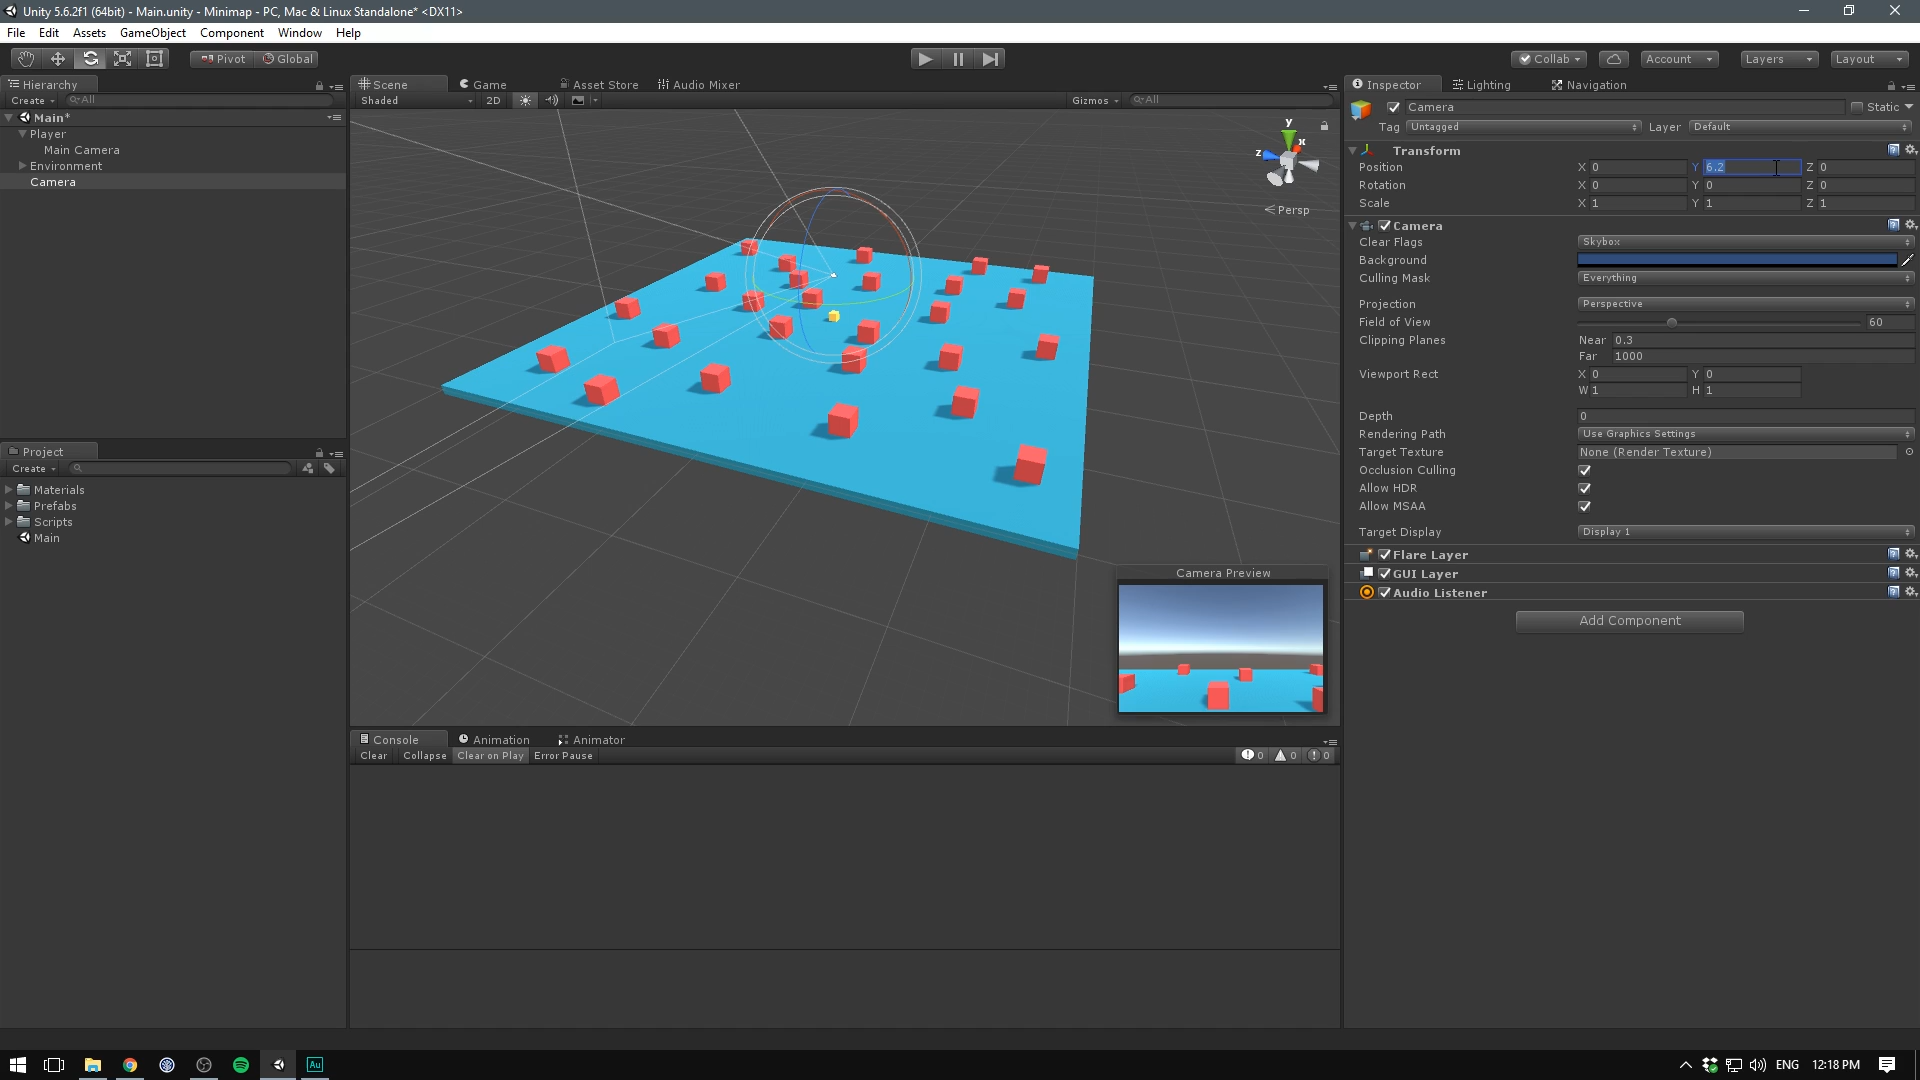 Unity 5.6.2f1 (64bit) - Main.unity - Minimap - PC, Mac & Linux Standalone* <DX11>
File Edit Assets GameObject Component Window Help
Pivot Global Collab Account Layers Layout
Hierarchy
Create All
Main*
Player
Main Camera
Environment
Camera
Project
Create
Materials
Prefabs
Scripts
Main
Scene Game Asset Store Audio Mixer
Shaded 2D Gizmos All
y
x
z
Persp
Camera Preview
Console Animation Animator
Clear Collapse Clear on Play Error Pause 0 0 0
Inspector Lighting Navigation
Camera Static
Tag Untagged Layer Default
Transform
Position X 0 Y 6.2 Z 0
Rotation X 0 Y 0 Z 0
Scale X 1 Y 1 Z 1
Camera
Clear Flags Skybox
Background
Culling Mask Everything
Projection Perspective
Field of View 60
Clipping Planes Near 0.3
Far 1000
Viewport Rect X 0 Y 0
W 1 H 1
Depth 0
Rendering Path Use Graphics Settings
Target Texture None (Render Texture)
Occlusion Culling
Allow HDR
Allow MSAA
Target Display Display 1
Flare Layer
GUI Layer
Audio Listener
Add Component
Au ENG 12:18 PM